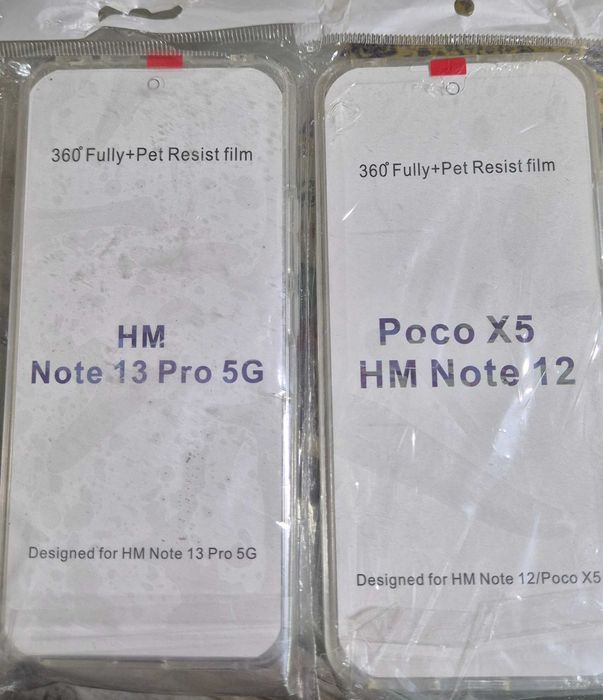 360° Fully+Pet Resist film
HM
Note 13 Pro 5G
Designed for HM Note 13 Pro 5G
360° Fully+Pet Resist film
Poco X5
HM Note 12
Designed for HM Note 12/Poco X5